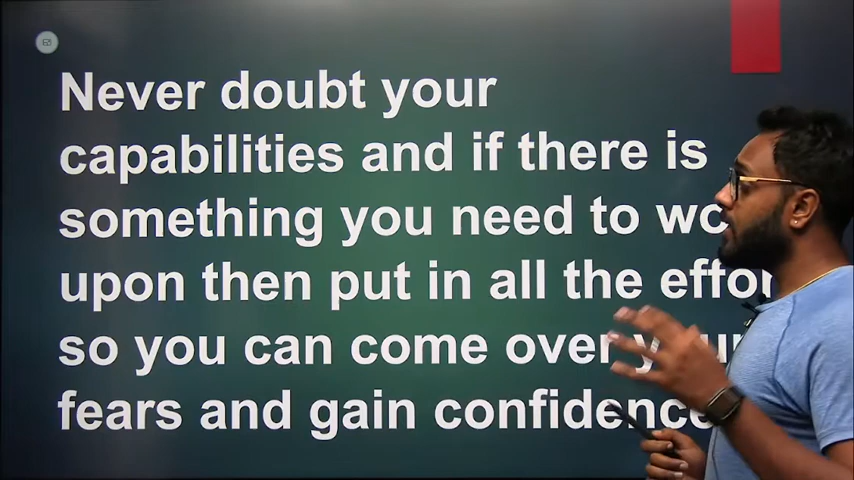 Never doubt your
capabilities and if there is
something you need to
upon then put in all the
so you can come over
fears and gain confidence